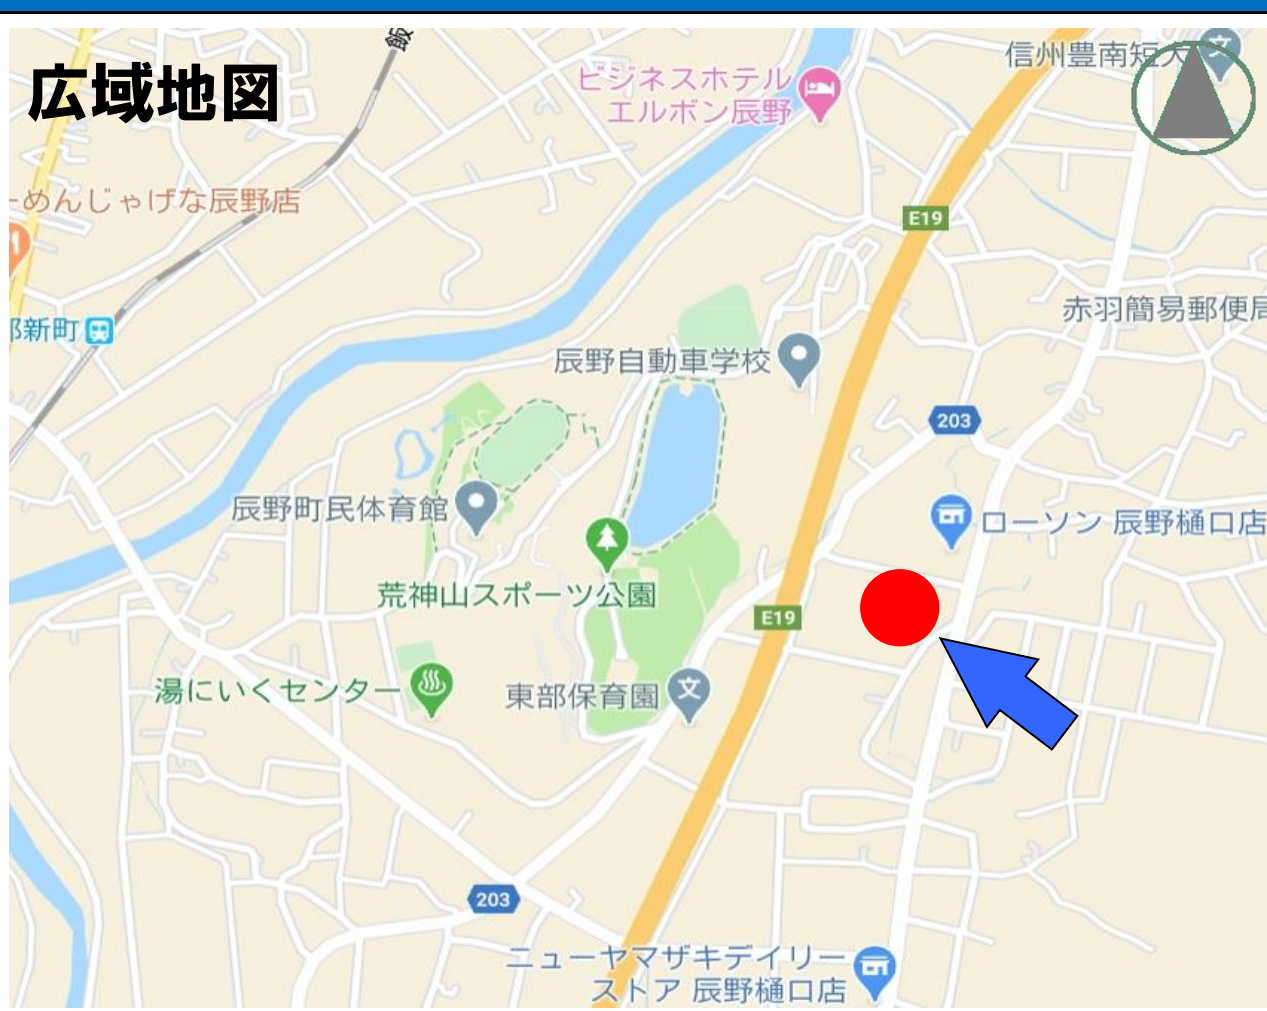 飯
広域地図
信州豊南短大
ビジネスホテル
エルボン辰野
ーめんじゃげな辰野店
E19
赤羽簡易郵便局
新町
辰野自動車学校
203
辰野町民体育館
ローソン 辰野樋口店
荒神山スポーツ公園
E19
湯にいくセンター
東部保育園
文
203
ニューヤマザキデイリー
ストア 辰野樋口店